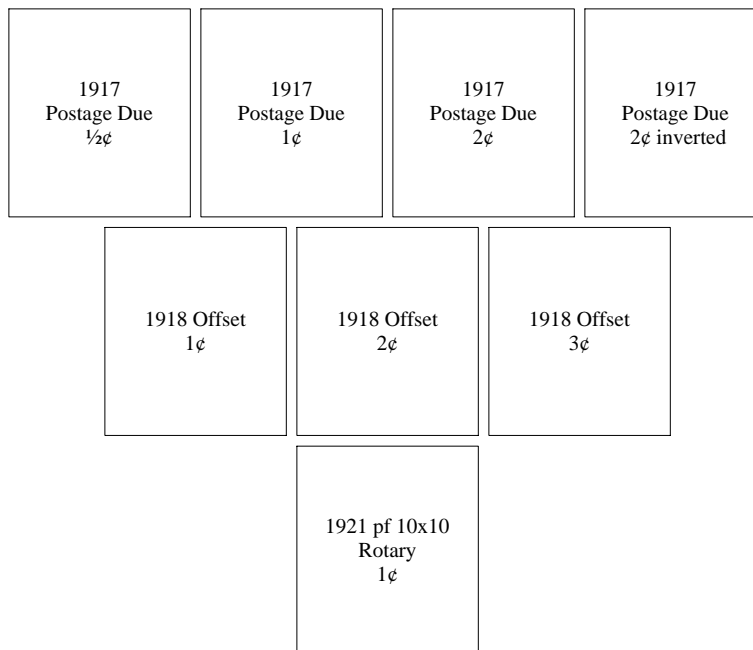 1917
Postage Due
½¢
1917
Postage Due
1¢
1917
Postage Due
2¢
1917
Postage Due
2¢ inverted
1918 Offset
1¢
1918 Offset
2¢
1918 Offset
3¢
1921 pf 10x10
Rotary
1¢